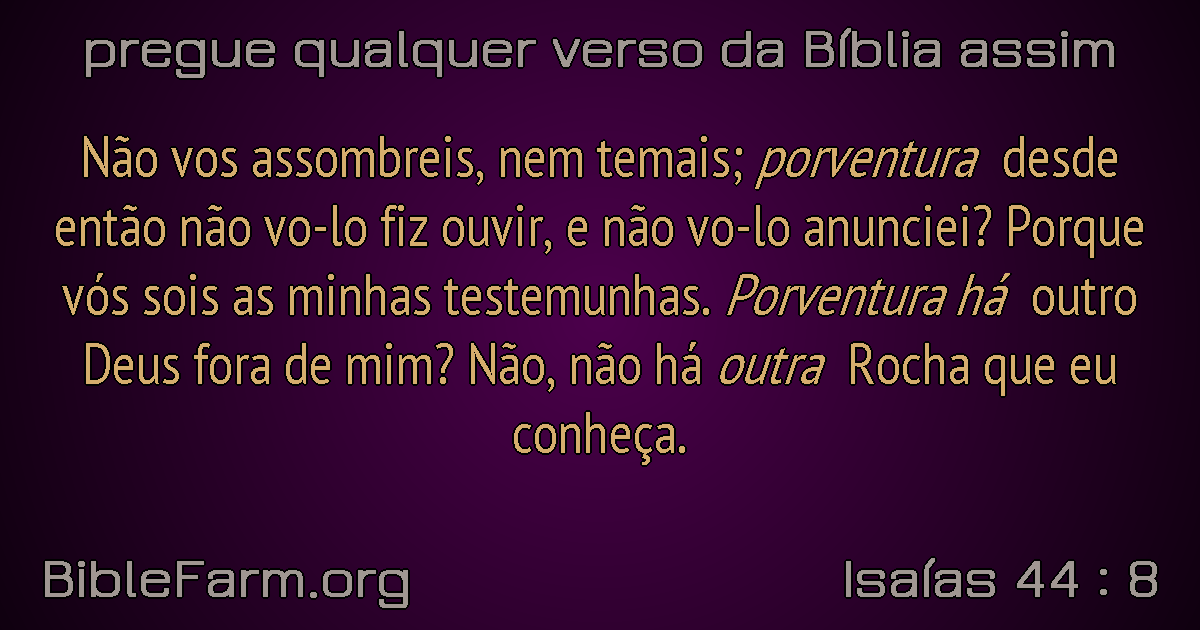 pregue qualquer verso da Bíblia assim
Não vos assombreis, nem temais; porventura desde
então não vo-lo fiz ouvir, e não vo-lo anunciei? Porque
vós sois as minhas testemunhas. Porventura há outro
Deus fora de mim? Não, não há outra Rocha que eu
conheça.
BibleFarm.org
Isaías 44 : 8